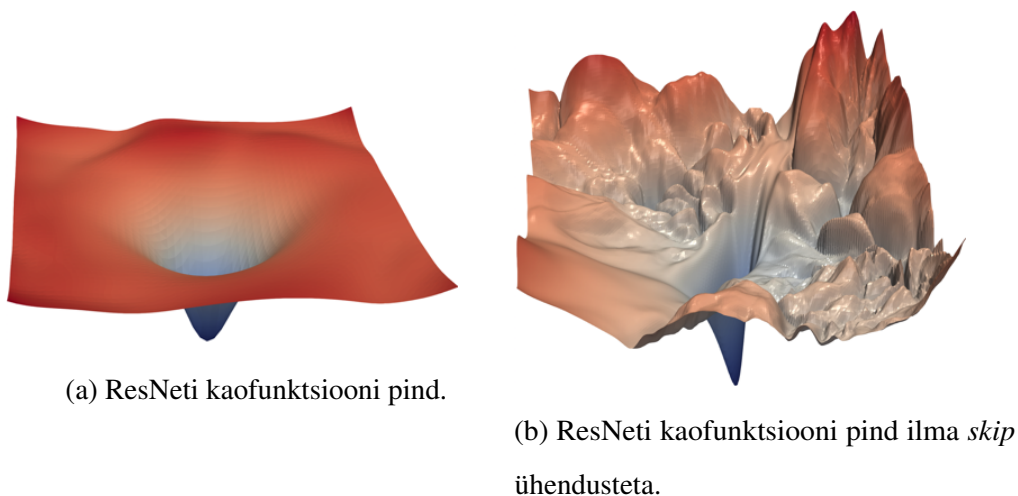 (a) ResNeti kaofunktsiooni pind.
(b) ResNeti kaofunktsiooni pind ilma skip
ühendusteta.